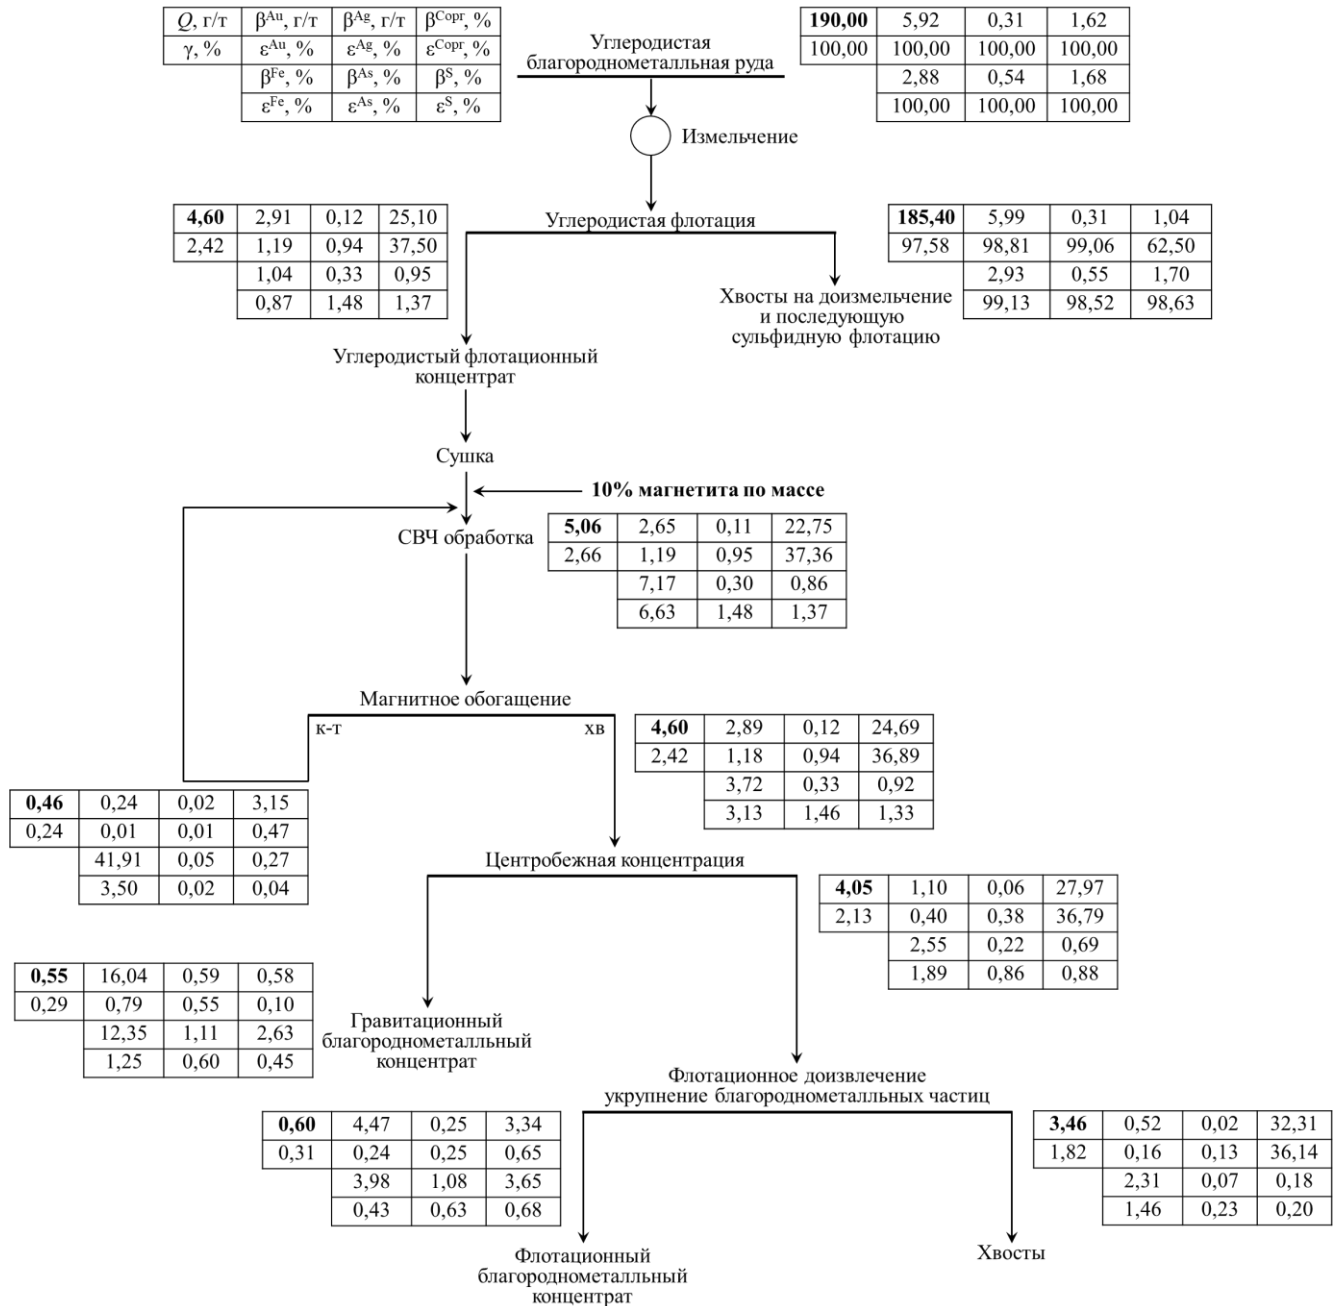 Q, г/т β^Au, г/т β^Ag, г/т β^Cорг, %
γ, % ε^Au, % ε^Ag, % ε^Cорг, %
β^Fe, % β^As, % β^S, %
ε^Fe, % ε^As, % ε^S, %
Углеродистая
благороднометалльная руда
190,00 5,92 0,31 1,62
100,00 100,00 100,00 100,00
2,88 0,54 1,68
100,00 100,00 100,00
Измельчение
4,60 2,91 0,12 25,10
2,42 1,19 0,94 37,50
1,04 0,33 0,95
0,87 1,48 1,37
Углеродистая флотация
185,40 5,99 0,31 1,04
97,58 98,81 99,06 62,50
2,93 0,55 1,70
99,13 98,52 98,63
Хвосты на доизмельчение
и последующую
сульфидную флотацию
Углеродистый флотационный
концентрат
Сушка
10% магнетита по массе
СВЧ обработка
5,06 2,65 0,11 22,75
2,66 1,19 0,95 37,36
7,17 0,30 0,86
6,63 1,48 1,37
Магнитное обогащение
к-т хв
4,60 2,89 0,12 24,69
2,42 1,18 0,94 36,89
3,72 0,33 0,92
3,13 1,46 1,33
0,46 0,24 0,02 3,15
0,24 0,01 0,01 0,47
41,91 0,05 0,27
3,50 0,02 0,04
Центробежная концентрация
4,05 1,10 0,06 27,97
2,13 0,40 0,38 36,79
2,55 0,22 0,69
1,89 0,86 0,88
0,55 16,04 0,59 0,58
0,29 0,79 0,55 0,10
12,35 1,11 2,63
1,25 0,60 0,45
Гравитационный
благороднометалльный
концентрат
Флотационное доизвлечение
укрупнение благороднометалльных частиц
0,60 4,47 0,25 3,34
0,31 0,24 0,25 0,65
3,98 1,08 3,65
0,43 0,63 0,68
3,46 0,52 0,02 32,31
1,82 0,16 0,13 36,14
2,31 0,07 0,18
1,46 0,23 0,20
Флотационный
благороднометалльный
концентрат
Хвосты